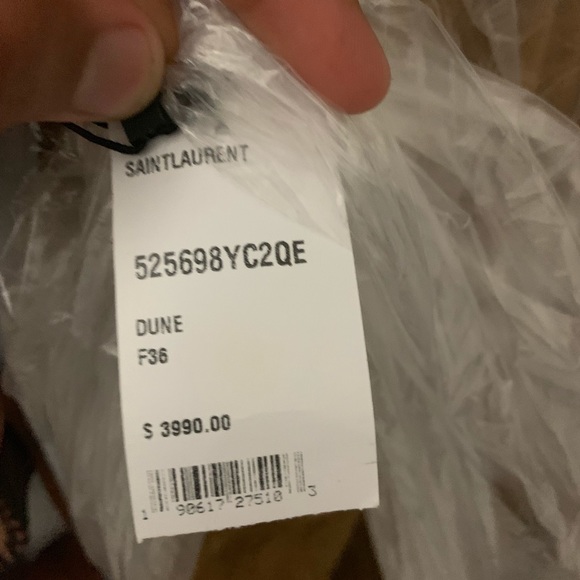 SAINTLAURENT
525698YC2QE
DUNE
F36
$ 3990.00
1 90617 27510 3